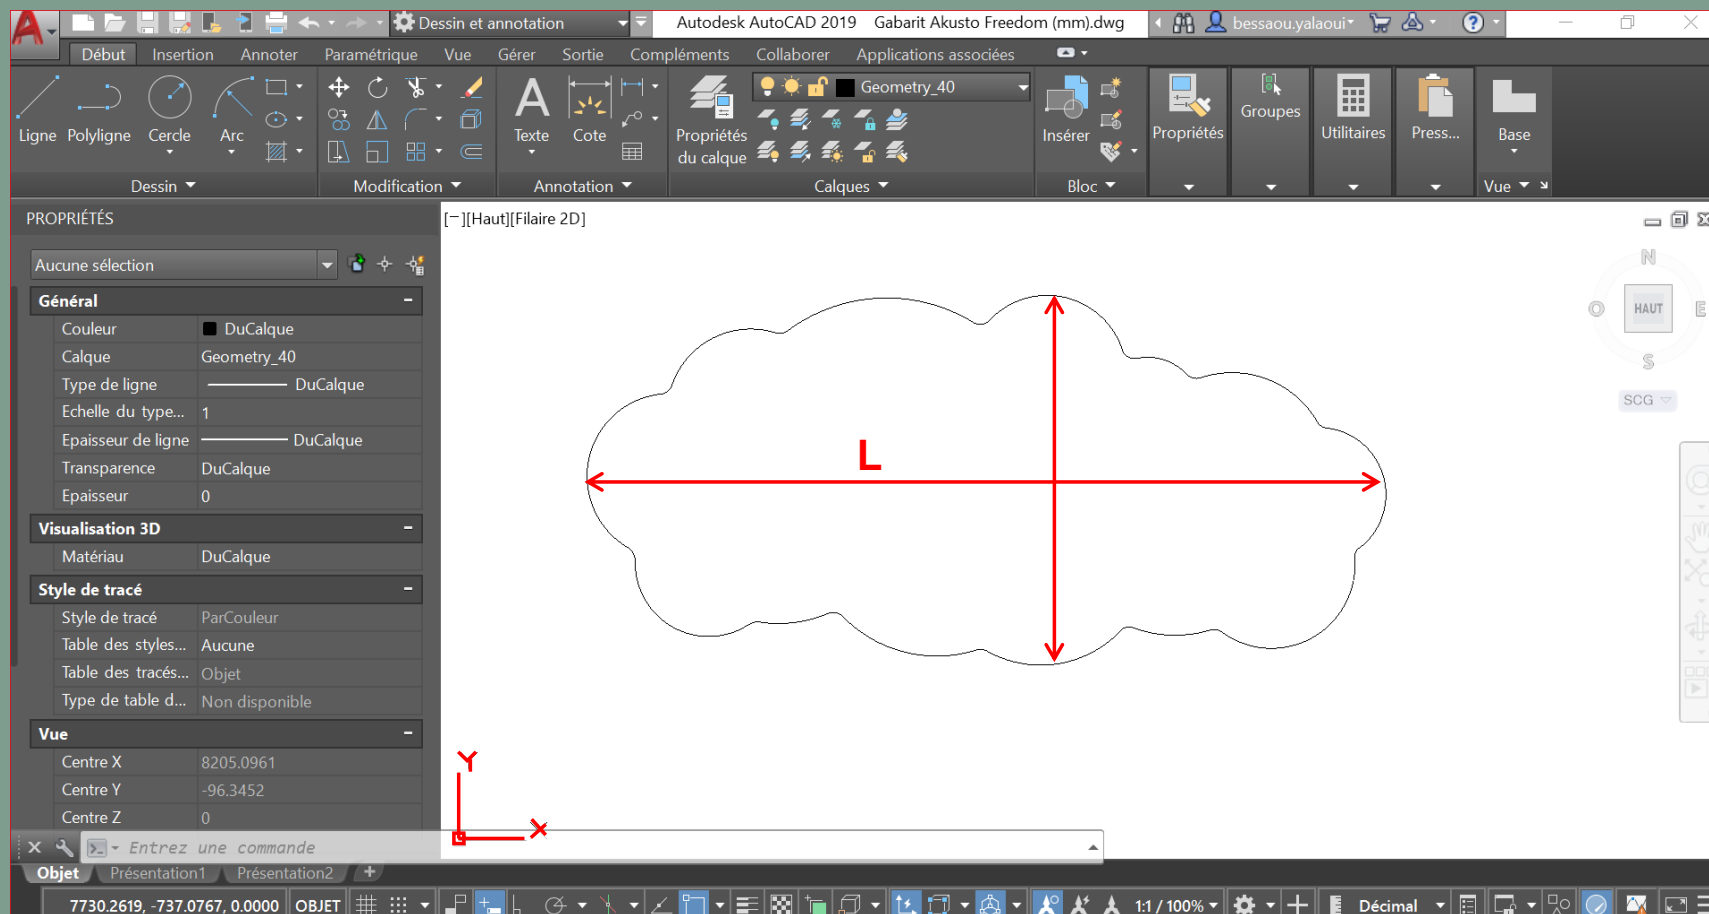 A
Dessin et annotation
Autodesk AutoCAD 2019 Gabarit Akusto Freedom (mm).dwg
bessaou.yalaoui
?
Début Insertion Annoter Paramétrique Vue Gérer Sortie Compléments Collaborer Applications associées
Geometry_40
Ligne Polyligne Cercle Arc
A
Texte Cote
Propriétés
du calque
Insérer
Propriétés
Groupes
Utilitaires
Press...
Base
Dessin Modification Annotation Calques Bloc Vue
PROPRIÉTÉS
[−][Haut][Filaire 2D]
Aucune sélection
Général −
Couleur DuCalque
Calque Geometry_40
Type de ligne DuCalque
Echelle du type... 1
Epaisseur de ligne DuCalque
Transparence DuCalque
Epaisseur 0
Visualisation 3D −
Matériau DuCalque
Style de tracé −
Style de tracé ParCouleur
Table des styles... Aucune
Table des tracés... Objet
Type de table d... Non disponible
Vue −
Centre X 8205.0961
Centre Y -96.3452
Centre Z 0
L
N
O HAUT E
S
SCG
Y
X
Entrez une commande
Objet Présentation1 Présentation2 +
7730.2619, -737.0767, 0.0000 OBJET 1:1 / 100% Décimal